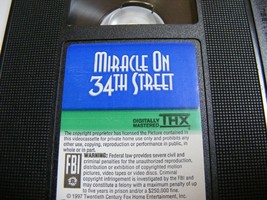 MIRACLE ON
34TH STREET
DIGITALLY
MASTERED
THX
The copyright proprietor has licensed the Picture contained in
this videocassette for private home use only and prohibits any
other use, copying, reproduction or performance in public, in
whole or in part.
FBI
WARNING: Federal law provides severe civil and
criminal penalties for the unauthorized reproduction,
distribution or exhibition of copyrighted motion
pictures, video tapes or video discs. Criminal
copyright infringement is investigated by the FBI and
may constitute a felony with a maximum penalty of up
to five years in prison and/or a $250,000 fine.
© 1997 Twentieth Century Fox Home Entertainment, Inc.